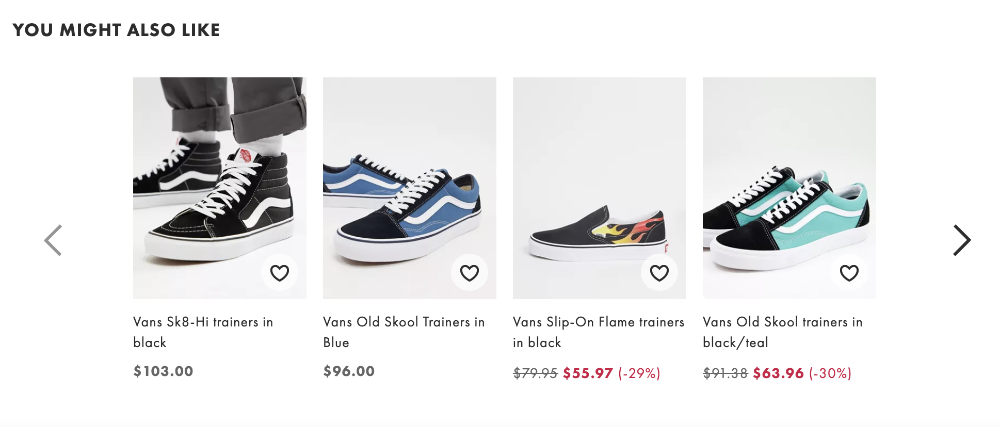 YOU MIGHT ALSO LIKE
Vans Sk8-Hi trainers in
black
$103.00
Vans Old Skool Trainers in
Blue
$96.00
Vans Slip-On Flame trainers
in black
$79.95 $55.97 (-29%)
Vans Old Skool trainers in
black/teal
$91.38 $63.96 (-30%)